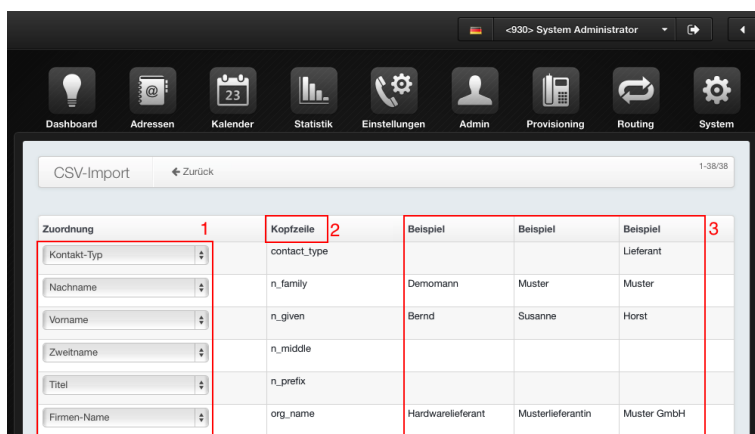 <930> System Administrator
@
23
Dashboard Adressen Kalender Statistik Einstellungen Admin Provisioning Routing System
CSV-Import Zurück 1-38/38
Zuordnung 1 Kopfzeile 2 Beispiel Beispiel Beispiel 3
Kontakt-Typ contact_type Lieferant
Nachname n_family Demomann Muster Muster
Vorname n_given Bernd Susanne Horst
Zweitname n_middle
Titel n_prefix
Firmen-Name org_name Hardwarelieferant Musterlieferantin Muster GmbH